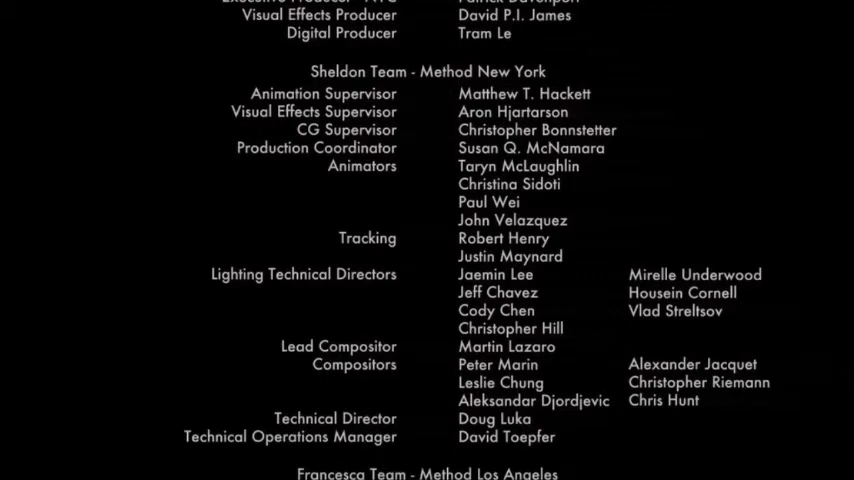 Visual Effects Producer David P.I. James
Digital Producer Tram Le
Sheldon Team - Method New York
Animation Supervisor Matthew T. Hackett
Visual Effects Supervisor Aron Hjartarson
CG Supervisor Christopher Bonnstetter
Production Coordinator Susan Q. McNamara
Animators Taryn McLaughlin
Christina Sidoti
Paul Wei
John Velazquez
Tracking Robert Henry
Justin Maynard
Lighting Technical Directors Jaemin Lee Mirelle Underwood
Jeff Chavez Housein Cornell
Cody Chen Vlad Streltsov
Christopher Hill
Lead Compositor Martin Lazaro
Compositors Peter Marin Alexander Jacquet
Leslie Chung Christopher Riemann
Aleksandar Djordjevic Chris Hunt
Technical Director Doug Luka
Technical Operations Manager David Toepfer
Francesca Team - Method Los Angeles